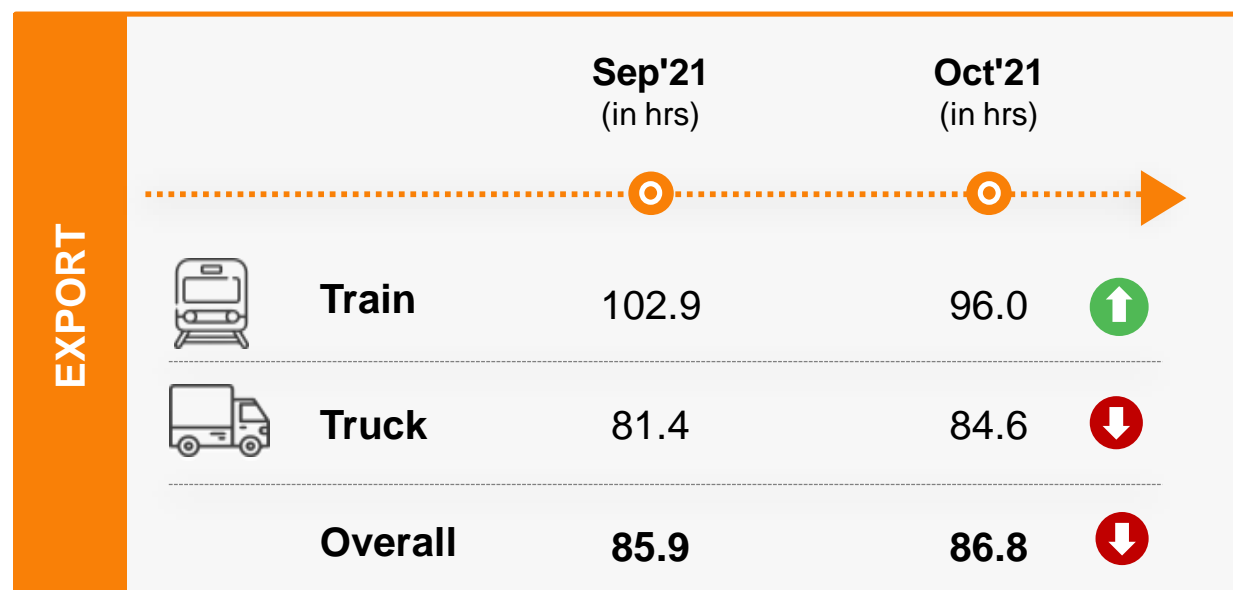 EXPORT
Sep'21 Oct'21
(in hrs) (in hrs)
Train 102.9 96.0
Truck 81.4 84.6
Overall 85.9 86.8